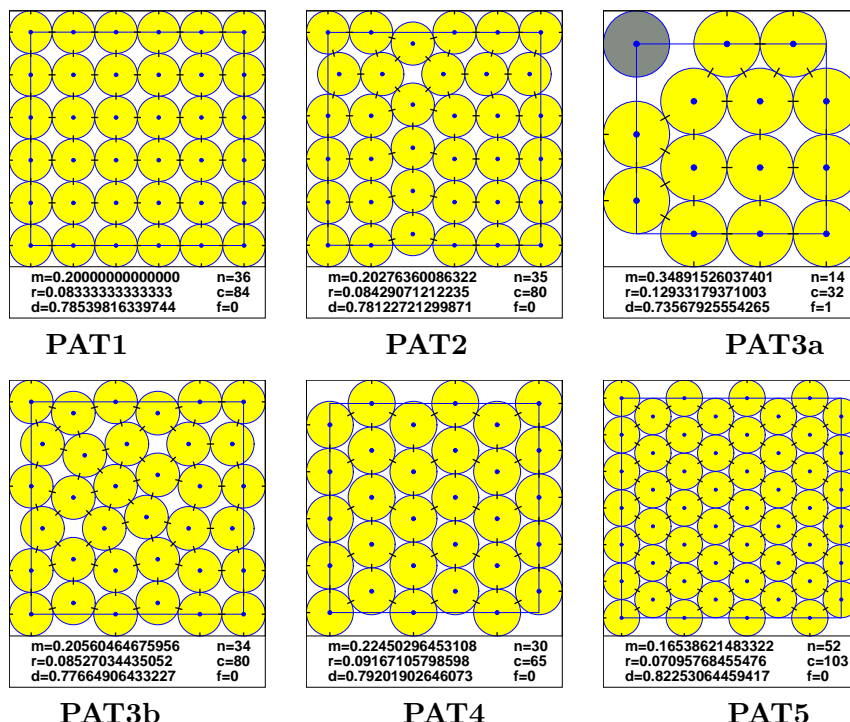 m=0.20000000000000 n=36
r=0.08333333333333 c=84
d=0.78539816339744 f=0
PAT1
m=0.20276360086322 n=35
r=0.08429071212235 c=80
d=0.78122721299871 f=0
PAT2
m=0.34891526037401 n=14
r=0.12933179371003 c=32
d=0.73567925554265 f=1
PAT3a
m=0.20560464675956 n=34
r=0.08527034435052 c=80
d=0.77664906433227 f=0
PAT3b
m=0.22450296453108 n=30
r=0.09167105798598 c=65
d=0.79201902646073 f=0
PAT4
m=0.16538621483322 n=52
r=0.07095768455476 c=103
d=0.82253064459417 f=0
PAT5